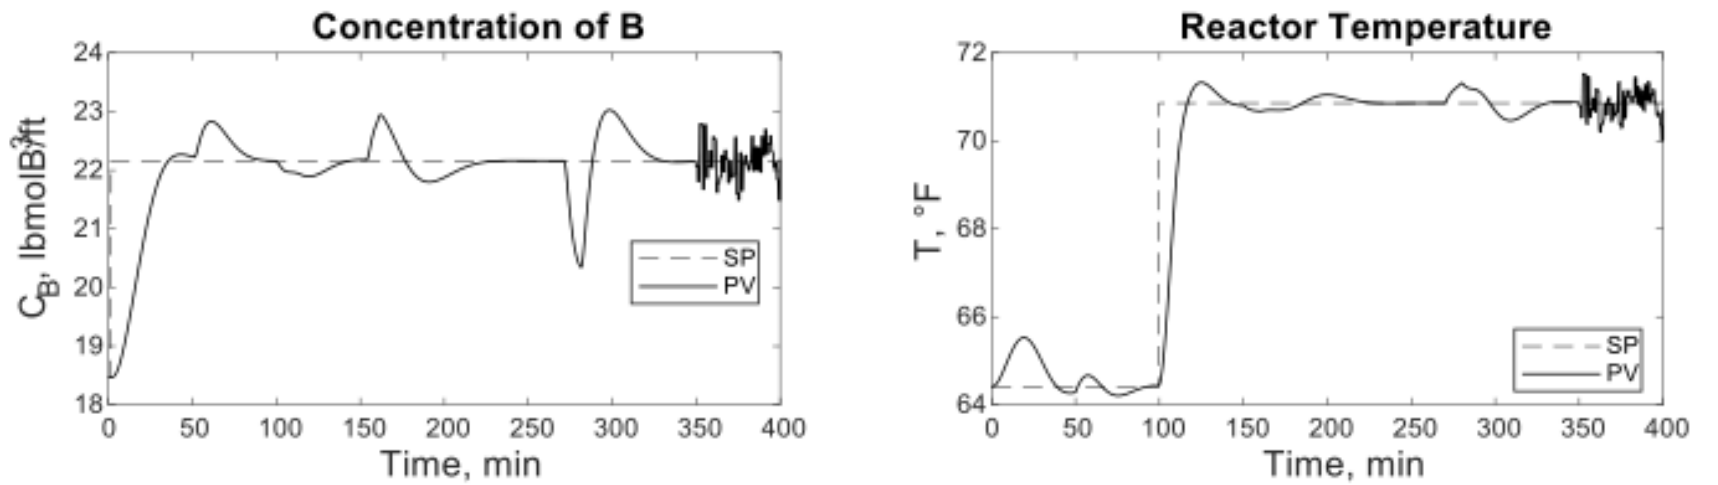 Concentration of B
24
23
22
21
20
19
18
C_B, lbmolB/ft^3
SP
PV
0 50 100 150 200 250 300 350 400
Time, min
Reactor Temperature
72
70
68
66
64
T, °F
SP
PV
0 50 100 150 200 250 300 350 400
Time, min